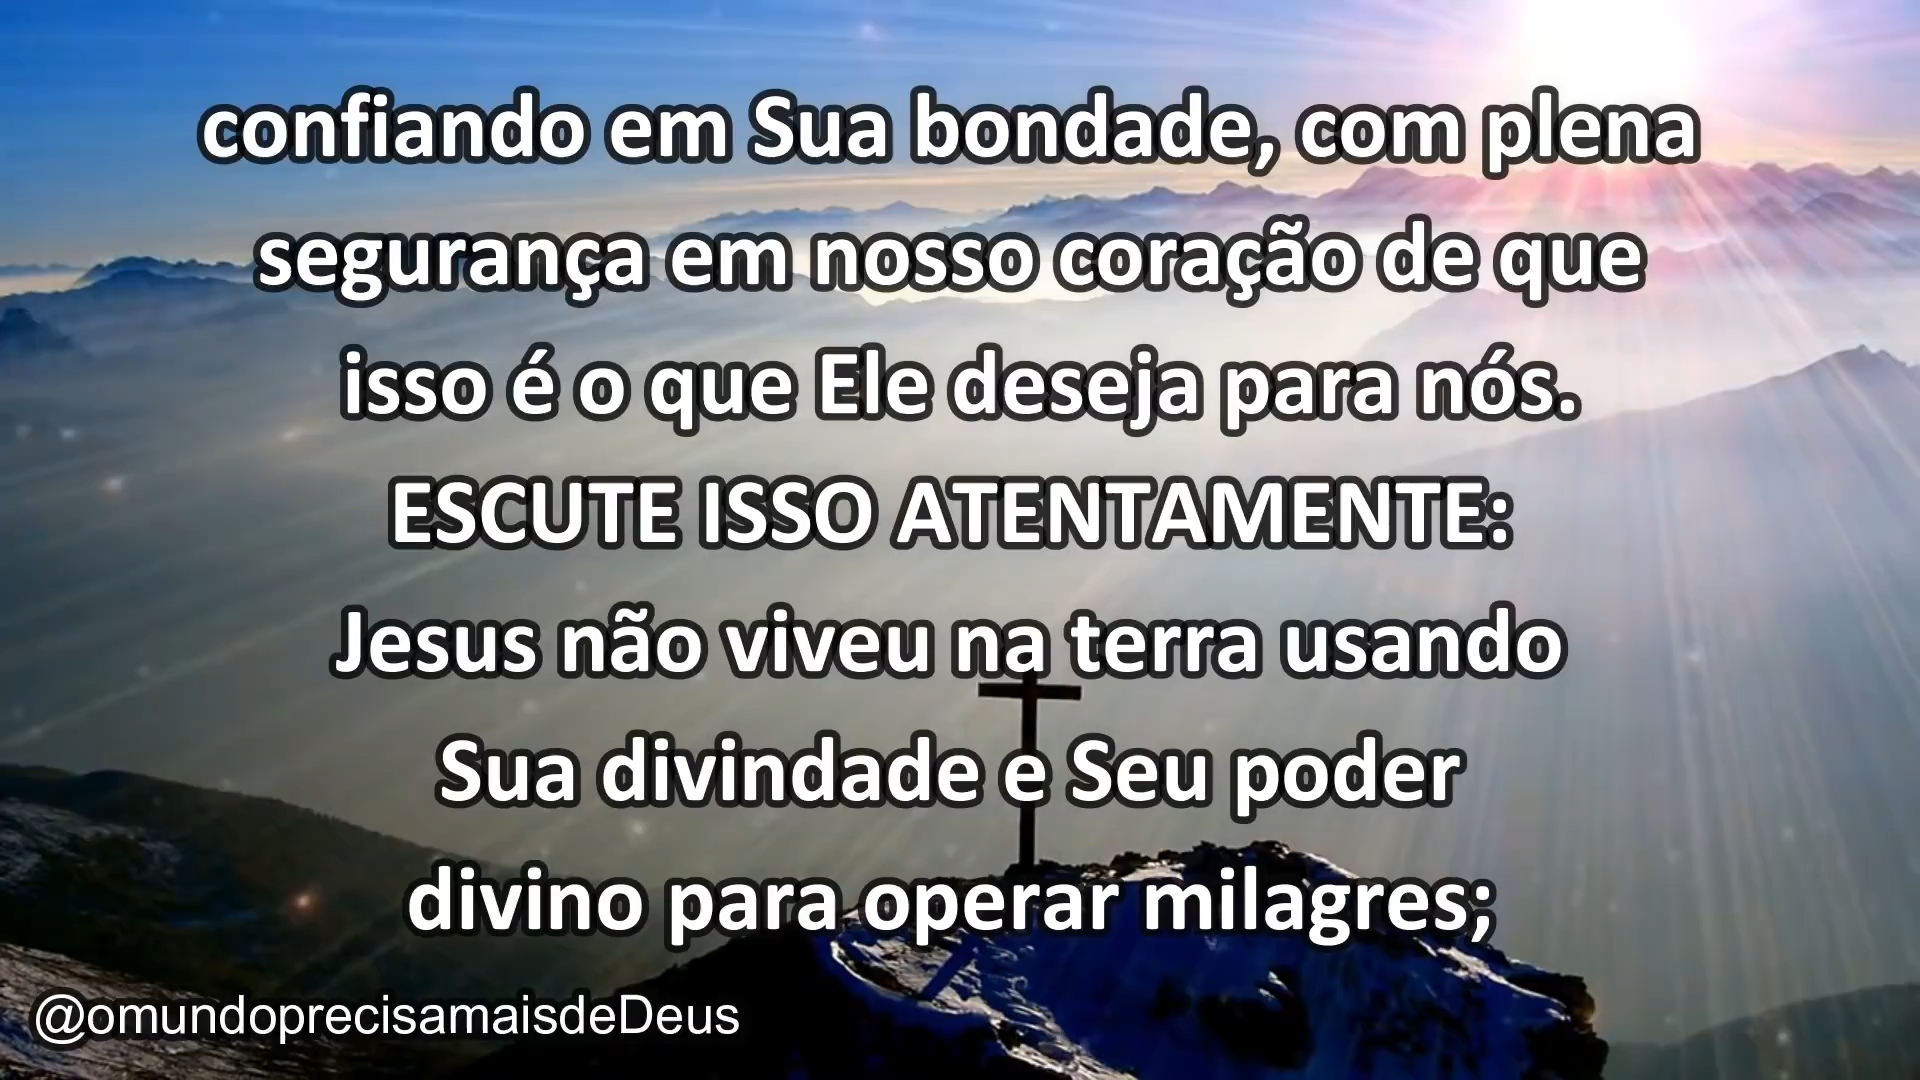 confiando em Sua bondade, com plena
segurança em nosso coração de que
isso é o que Ele deseja para nós.
ESCUTE ISSO ATENTAMENTE:
Jesus não viveu na terra usando
Sua divindade e Seu poder
divino para operar milagres;
@omundoprecisamaisdeDeus